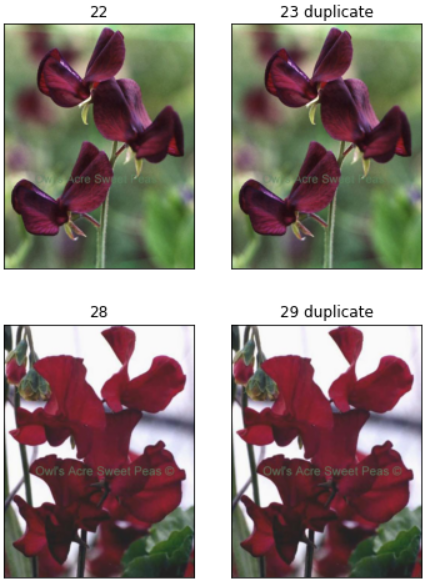 22
23 duplicate
Owl's Acre Sweet Peas
Owl's Acre Sweet Peas
28
29 duplicate
Owl's Acre Sweet Peas ©
Owl's Acre Sweet Peas ©